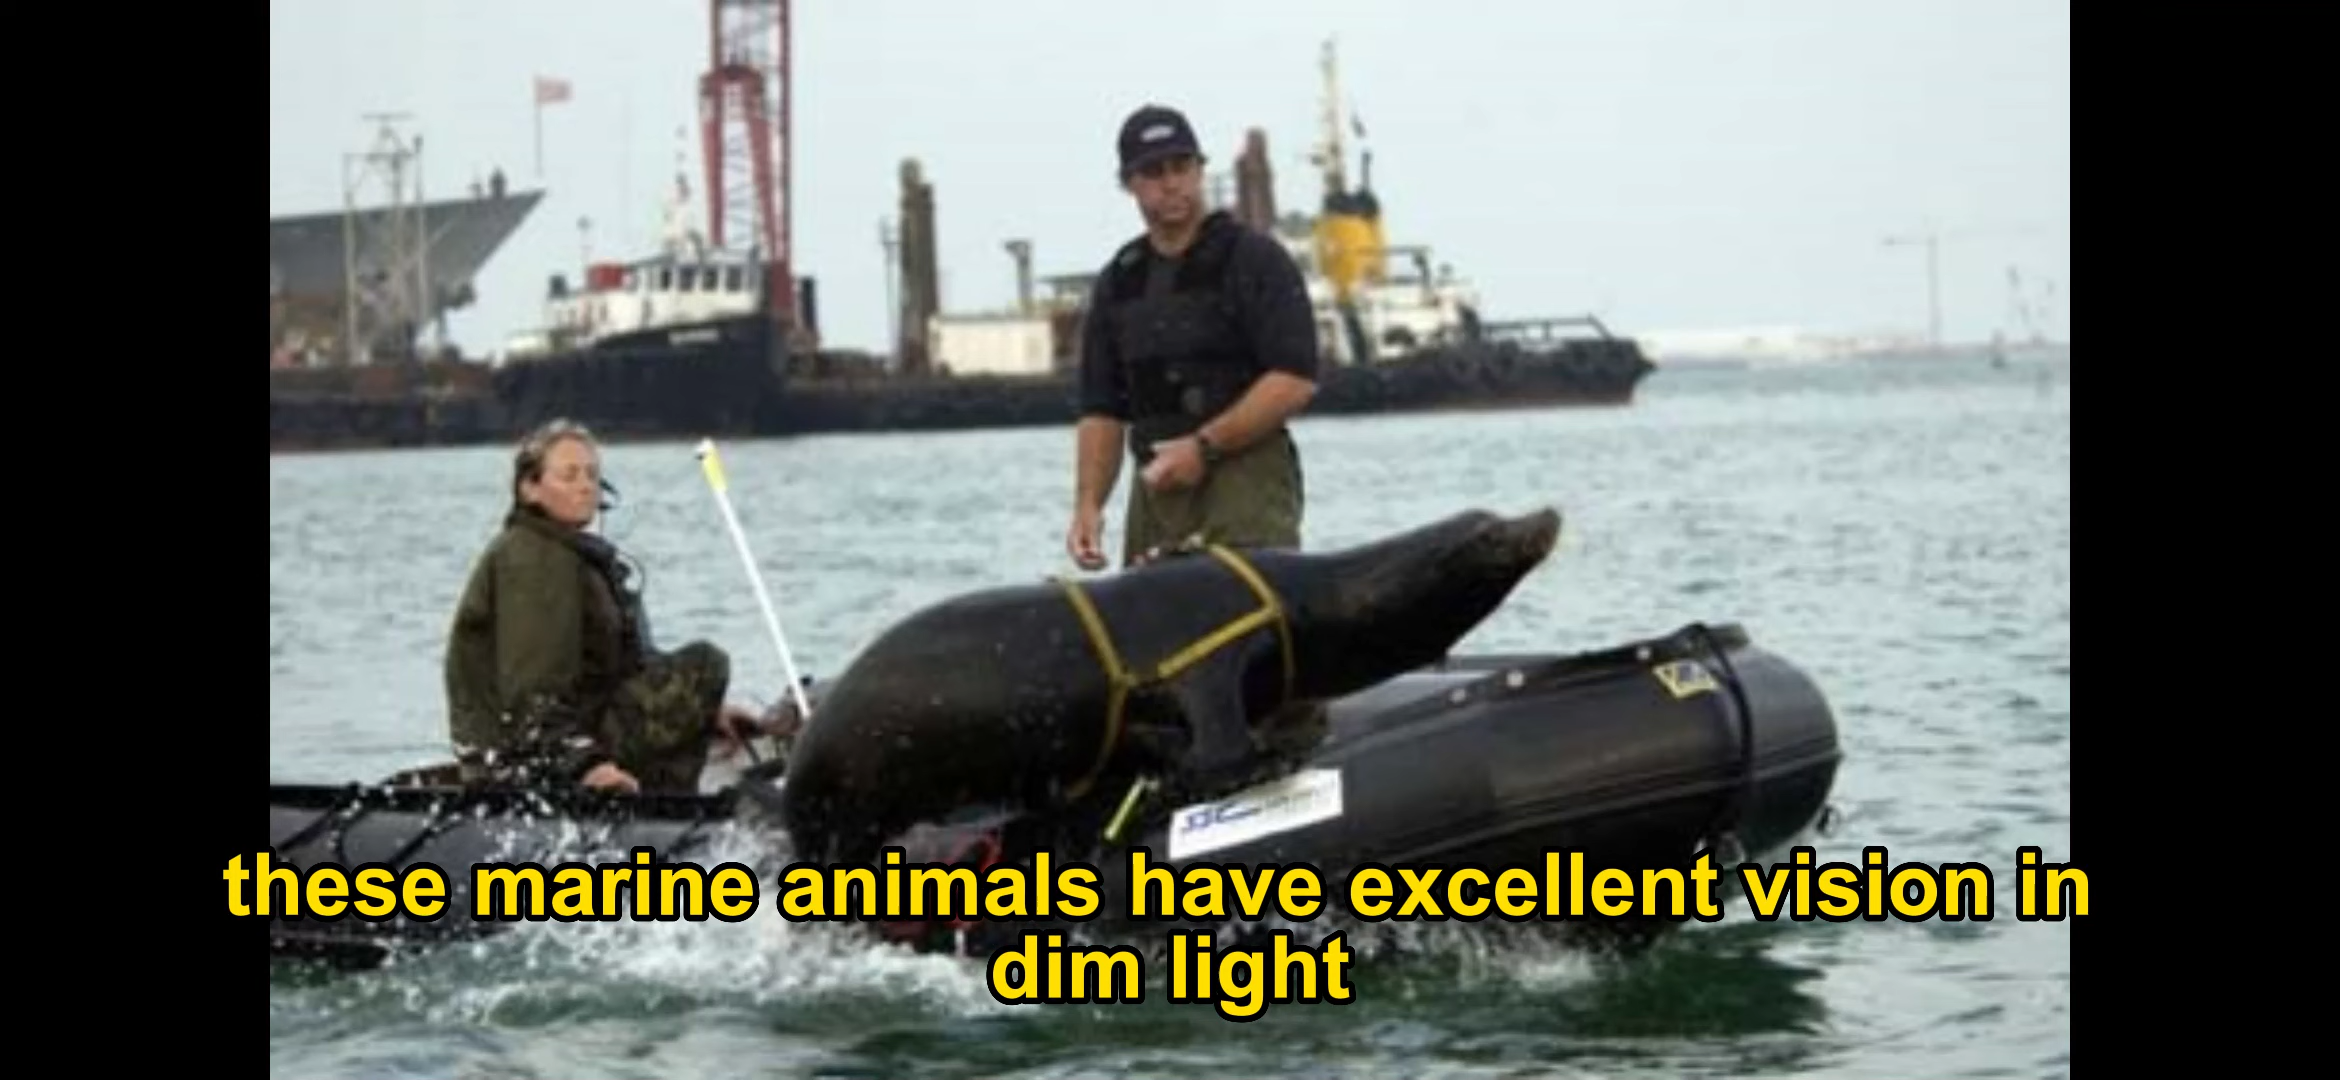 these marine animals have excellent vision in
dim light